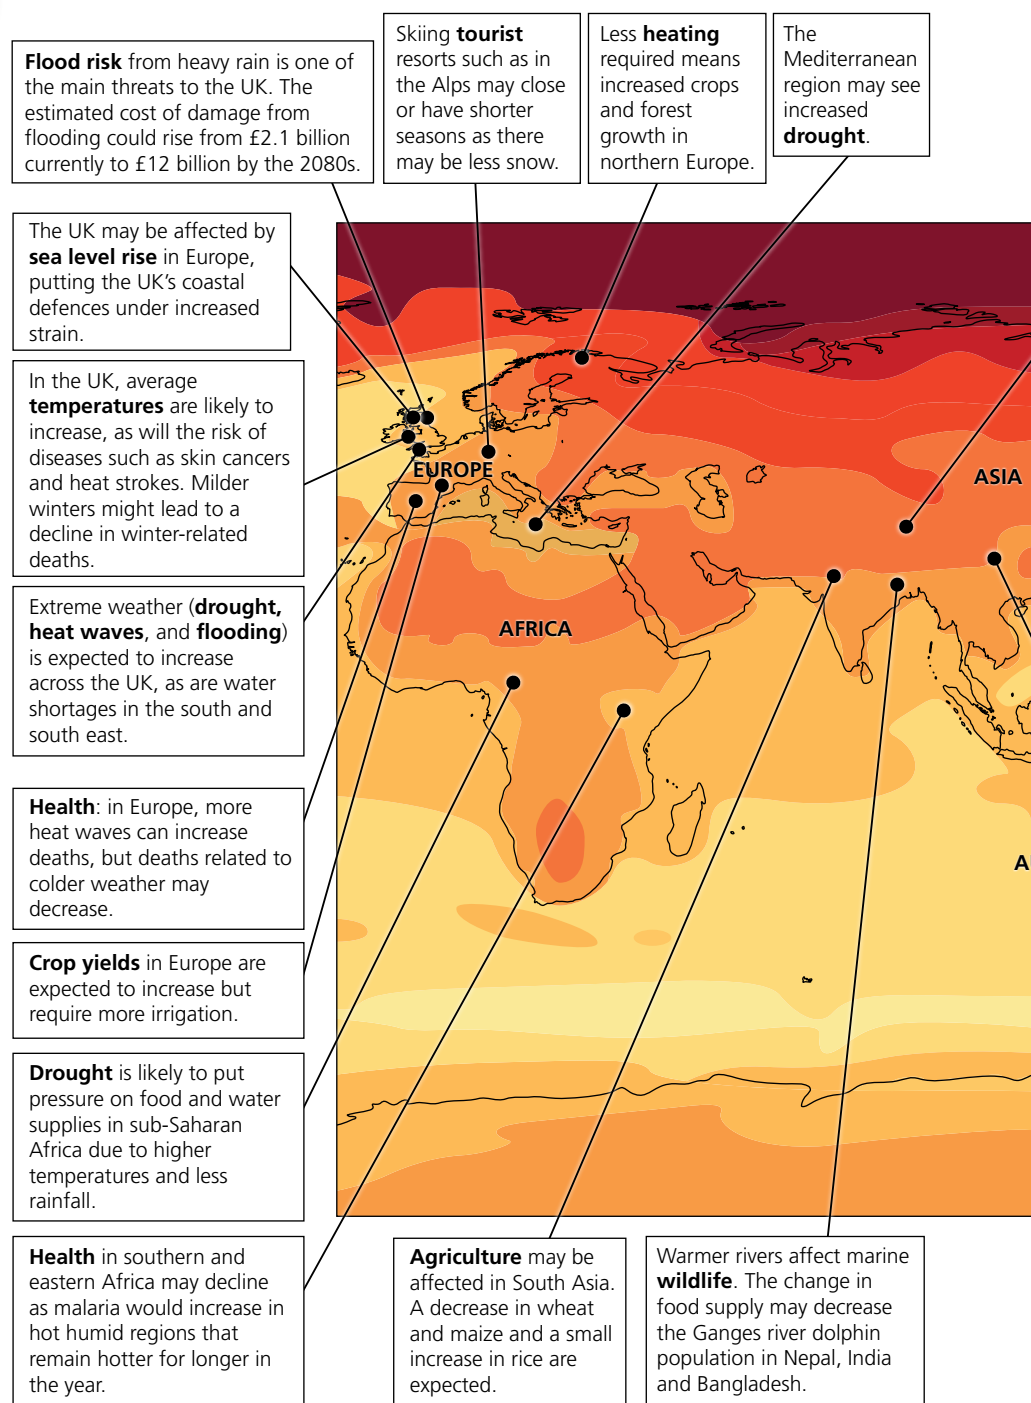 Flood risk from heavy rain is one of
the main threats to the UK. The
estimated cost of damage from
flooding could rise from £2.1 billion
currently to £12 billion by the 2080s.
Skiing tourist
resorts such as in
the Alps may close
or have shorter
seasons as there
may be less snow.
Less heating
required means
increased crops
and forest
growth in
northern Europe.
The
Mediterranean
region may see
increased
drought.
The UK may be affected by
sea level rise in Europe,
putting the UK's coastal
defences under increased
strain.
In the UK, average
temperatures are likely to
increase, as will the risk of
diseases such as skin cancers
and heat strokes. Milder
winters might lead to a
decline in winter-related
deaths.
Extreme weather (drought,
heat waves, and flooding)
is expected to increase
across the UK, as are water
shortages in the south and
south east.
Health: in Europe, more
heat waves can increase
deaths, but deaths related to
colder weather may
decrease.
Crop yields in Europe are
expected to increase but
require more irrigation.
Drought is likely to put
pressure on food and water
supplies in sub-Saharan
Africa due to higher
temperatures and less
rainfall.
Health in southern and
eastern Africa may decline
as malaria would increase in
hot humid regions that
remain hotter for longer in
the year.
EUROPE
ASIA
AFRICA
A
Agriculture may be
affected in South Asia.
A decrease in wheat
and maize and a small
increase in rice are
expected.
Warmer rivers affect marine
wildlife. The change in
food supply may decrease
the Ganges river dolphin
population in Nepal, India
and Bangladesh.